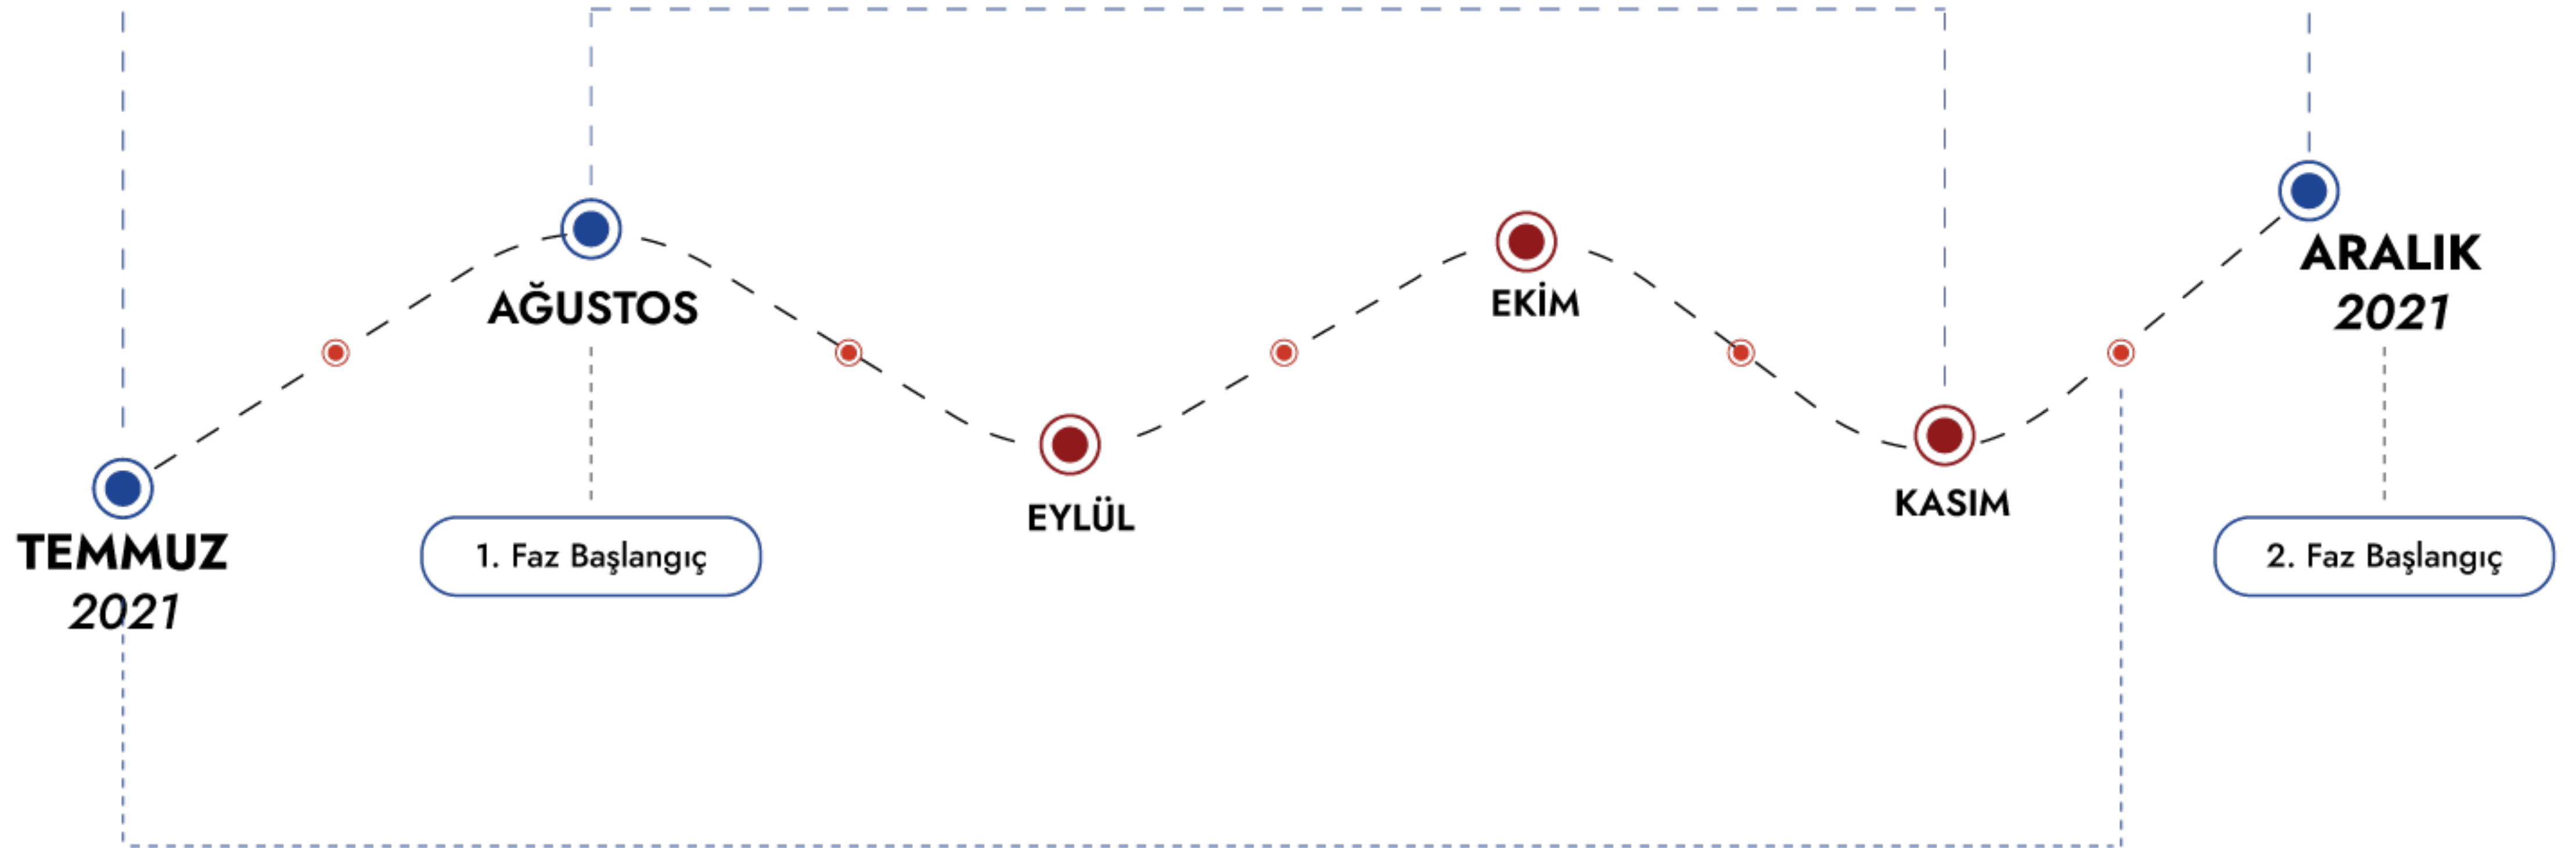 TEMMUZ
2021
AĞUSTOS
1. Faz Başlangıç
EYLÜL
EKİM
KASIM
ARALIK
2021
2. Faz Başlangıç